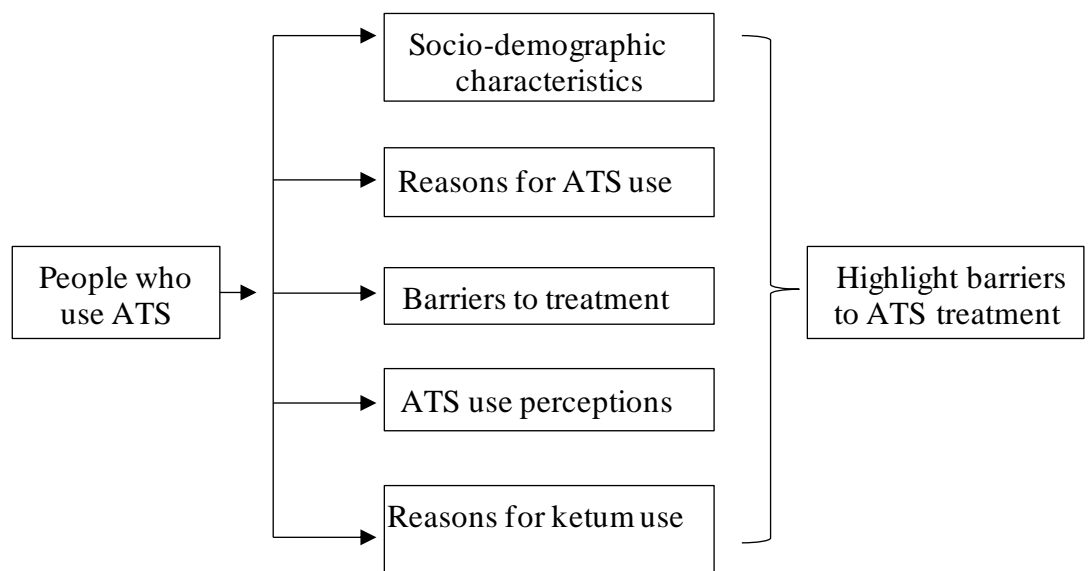 Socio-demographic
characteristics
Reasons for ATS use
People who
use ATS
Barriers to treatment
Highlight barriers
to ATS treatment
ATS use perceptions
Reasons for ketum use